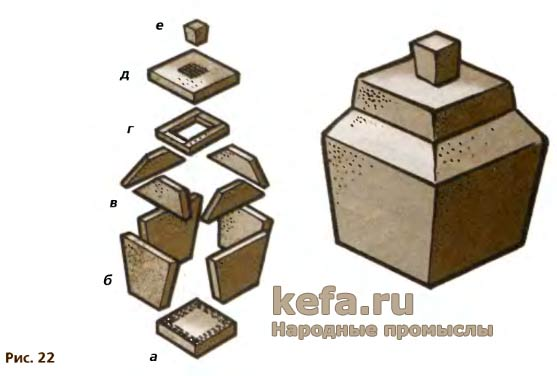 е
д
г
в
б
kefa.ru
Народные промыслы
Рис. 22
а